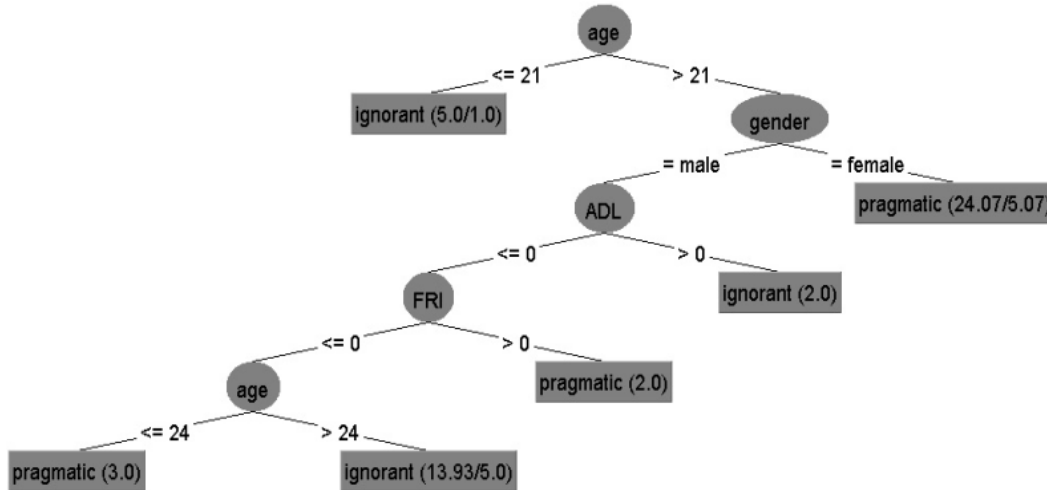 age
<= 21
> 21
ignorant (5.0/1.0)
gender
= male
= female
ADL
pragmatic (24.07/5.07)
<= 0
> 0
FRI
ignorant (2.0)
<= 0
> 0
age
pragmatic (2.0)
<= 24
> 24
pragmatic (3.0)
ignorant (13.93/5.0)